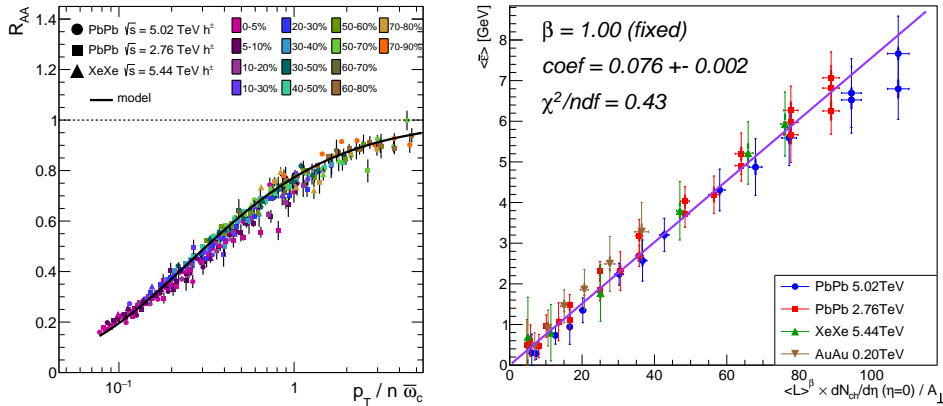 R_AA
1.4
1.2
1
0.8
0.6
0.4
0.2
0
PbPb √s = 5.02 TeV h±
PbPb √s = 2.76 TeV h±
XeXe √s = 5.44 TeV h±
model
0-5%
5-10%
10-20%
10-30%
20-30%
30-40%
30-50%
40-50%
50-60%
50-70%
60-70%
60-80%
70-80%
70-90%
10⁻¹
1
p_T / n ω̅_c
<ε̅> [GeV]
9
8
7
6
5
4
3
2
1
0
β = 1.00 (fixed)
coef = 0.076 +- 0.002
χ²/ndf = 0.43
PbPb 5.02TeV
PbPb 2.76TeV
XeXe 5.44TeV
AuAu 0.20TeV
0 20 40 60 80 100
<L>^β × dN_ch/dη (η=0) / A_⊥